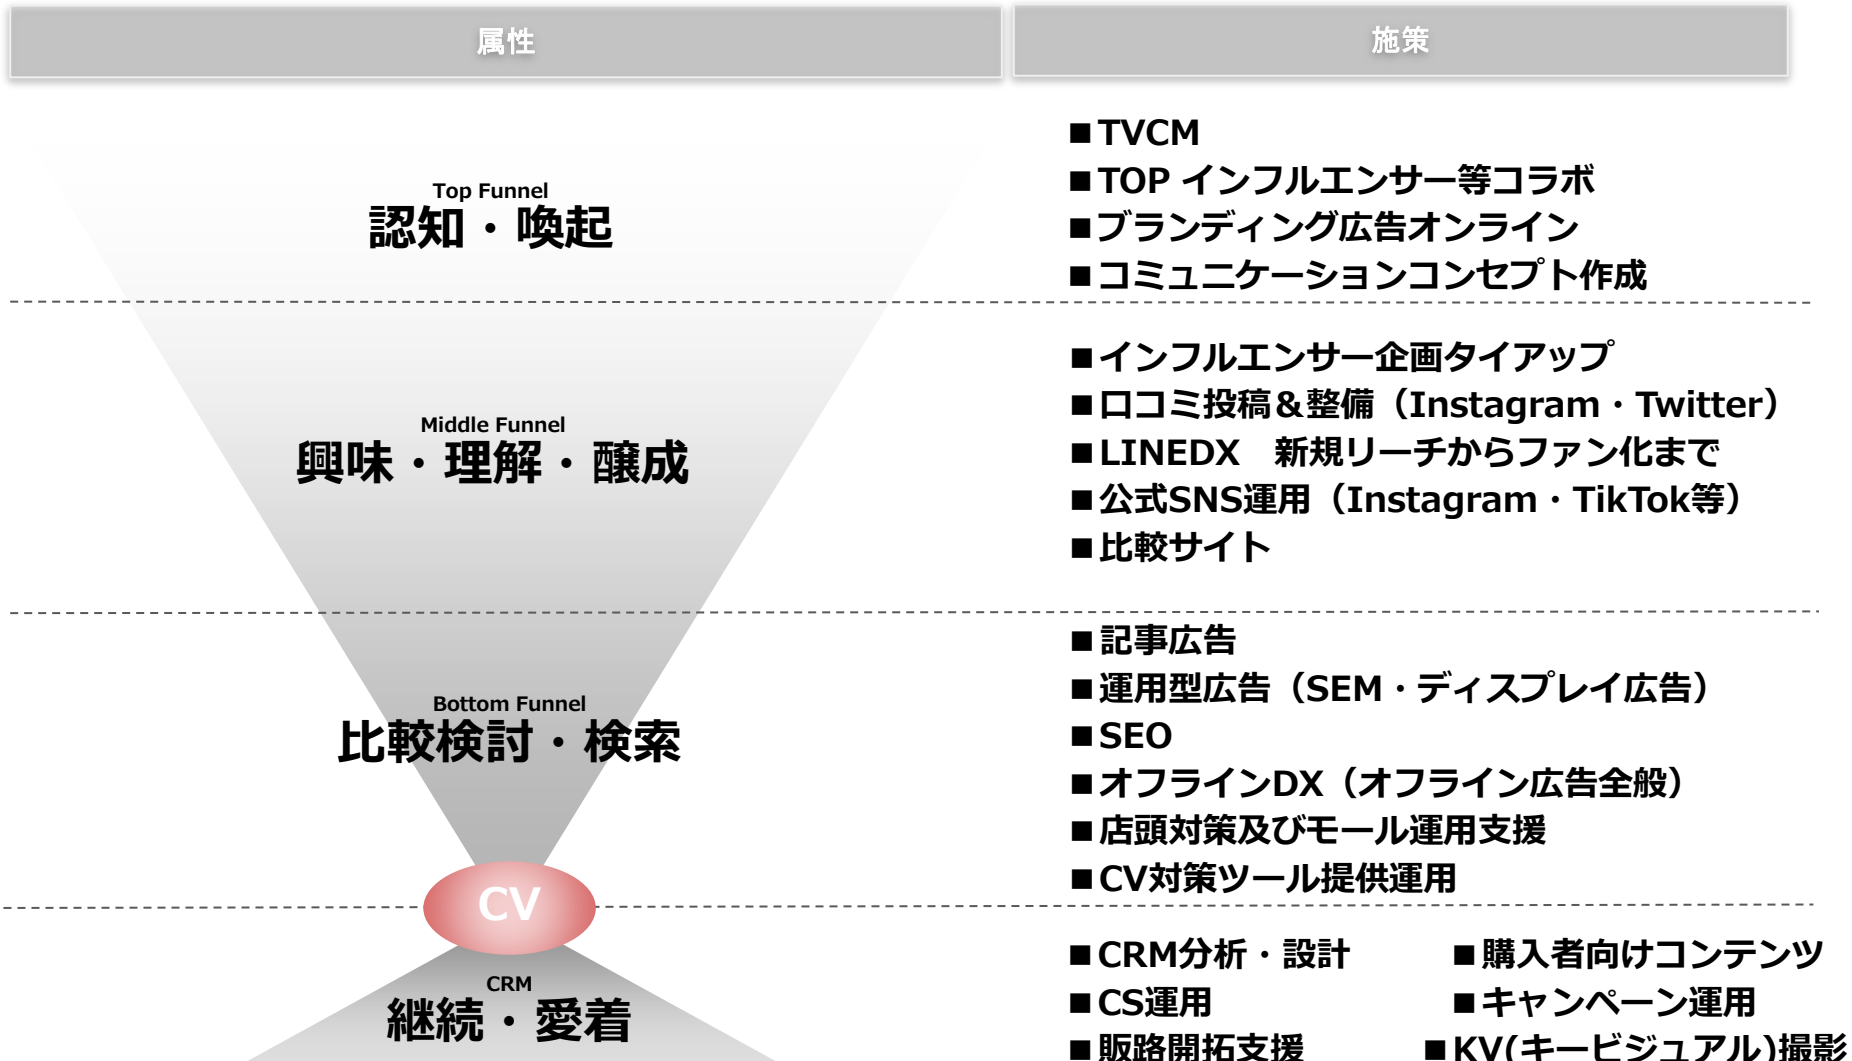 属性
施策
Top Funnel
認知・喚起
■TVCM
■TOP インフルエンサー等コラボ
■ブランディング広告オンライン
■コミュニケーションコンセプト作成
Middle Funnel
興味・理解・醸成
■インフルエンサー企画タイアップ
■口コミ投稿＆整備（Instagram・Twitter）
■LINEDX　新規リーチからファン化まで
■公式SNS運用（Instagram・TikTok等）
■比較サイト
Bottom Funnel
比較検討・検索
■記事広告
■運用型広告（SEM・ディスプレイ広告）
■SEO
■オフラインDX（オフライン広告全般）
■店頭対策及びモール運用支援
■CV対策ツール提供運用
CV
CRM
継続・愛着
■CRM分析・設計
■CS運用
■販路開拓支援
■購入者向けコンテンツ
■キャンペーン運用
■KV(キービジュアル)撮影